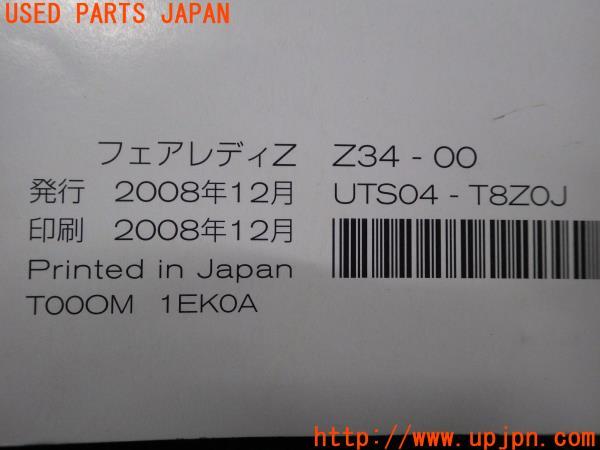 USED PARTS JAPAN
フェアレディZ Z34-00
発行 2008年12月 UTS04-T8Z0J
印刷 2008年12月
Printed in Japan
T00OM 1EK0A
http://www.upjpn.com